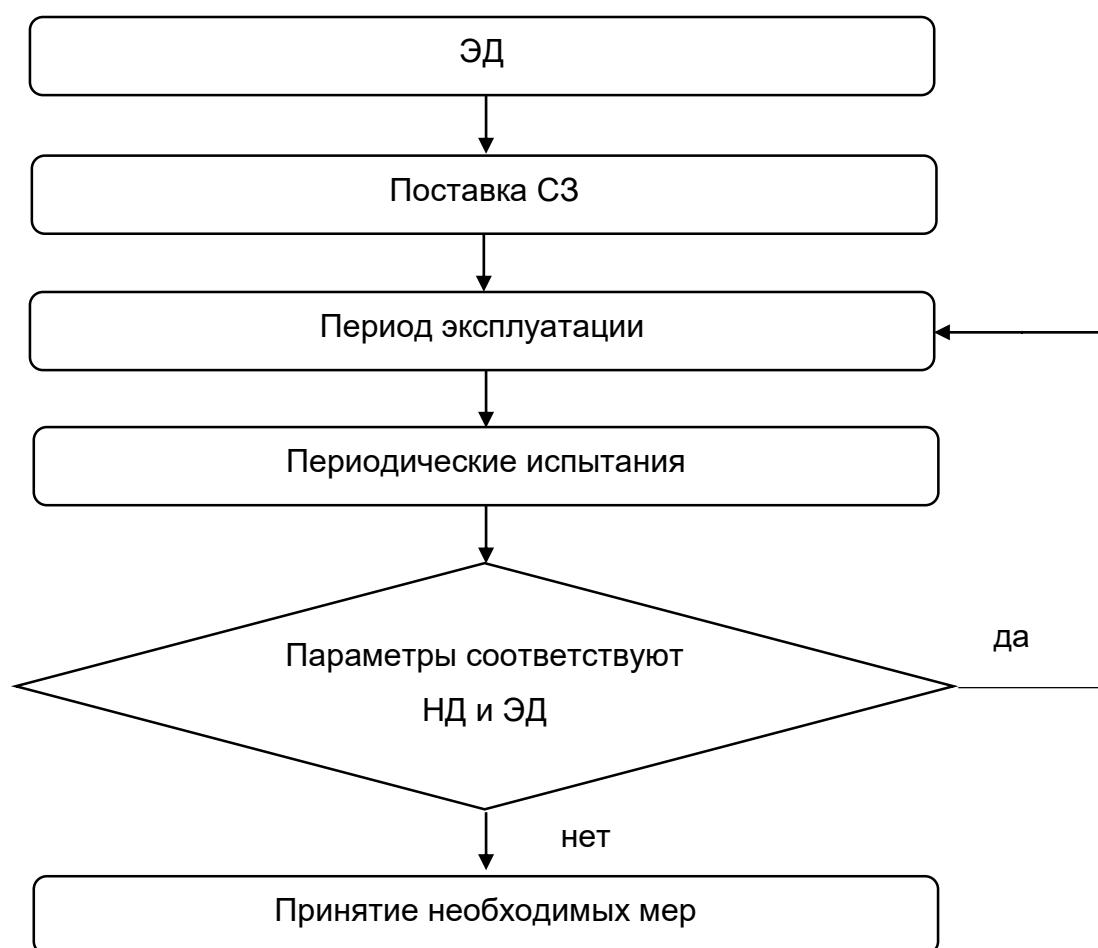 ЭД
Поставка СЗ
Период эксплуатации
Периодические испытания
Параметры соответствуют
НД и ЭД
да
нет
Принятие необходимых мер